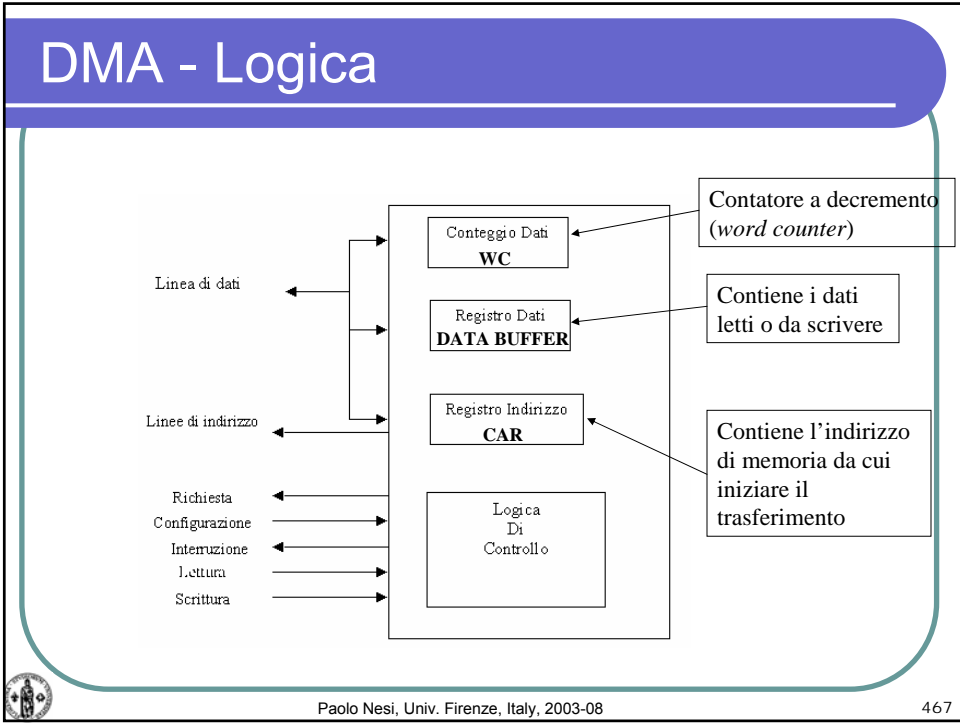 DMA - Logica
Contatore a decremento
(word counter)
Conteggio Dati
WC
Linea di dati
Contiene i dati
letti o da scrivere
Registro Dati
DATA BUFFER
Linee di indirizzo
Registro Indirizzo
CAR
Contiene l'indirizzo
di memoria da cui
iniziare il
trasferimento
Richiesta
Configurazione
Interruzione
Lettura
Scrittura
Logica
Di
Controllo
Paolo Nesi, Univ. Firenze, Italy, 2003-08
467